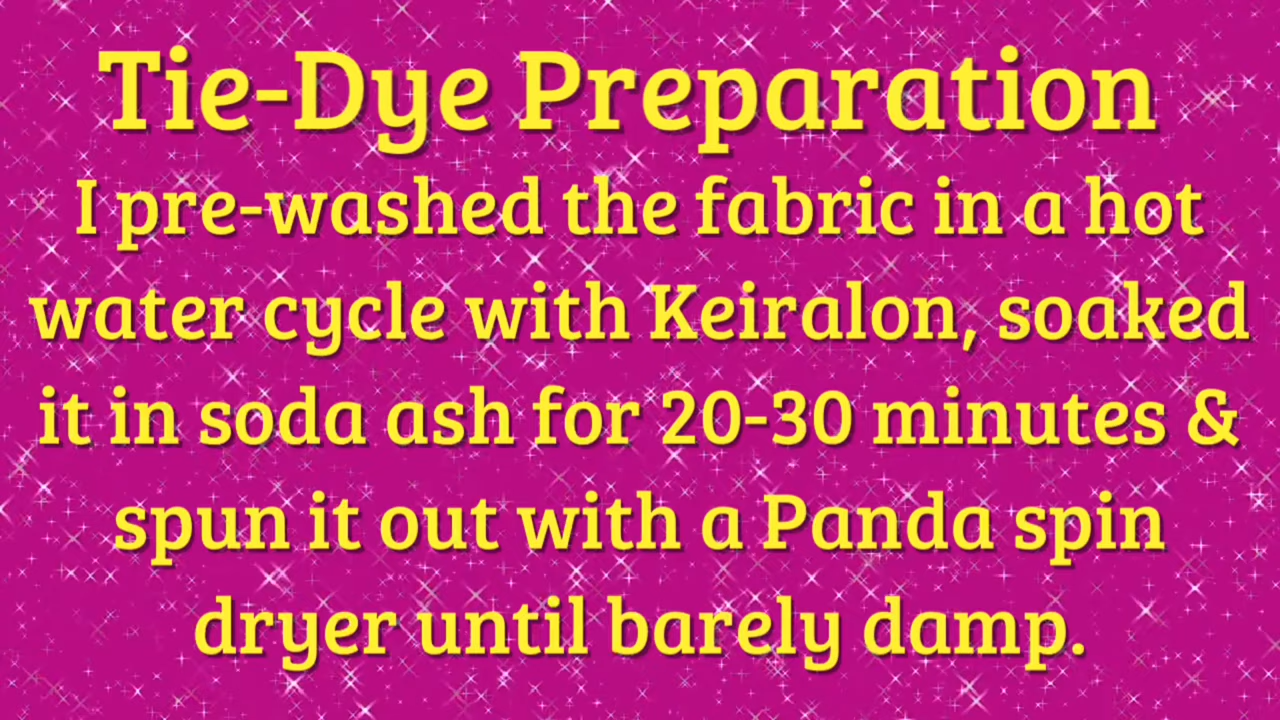 Tie-Dye Preparation
I pre-washed the fabric in a hot
water cycle with Keiralon, soaked
it in soda ash for 20-30 minutes &
spun it out with a Panda spin
dryer until barely damp.